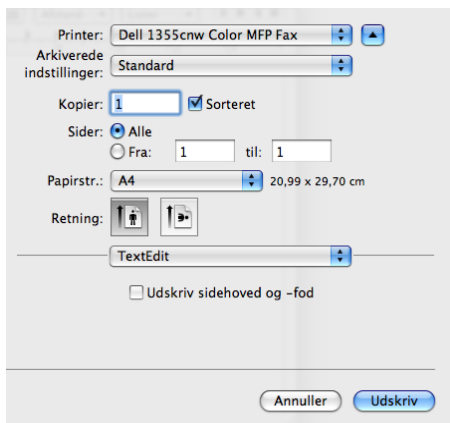 Printer: Dell 1355cnw Color MFP Fax
Arkiverede
indstillinger: Standard
Kopier: 1 Sorteret
Sider: Alle
Fra: 1 til: 1
Papirstr.: A4 20,99 x 29,70 cm
Retning:
TextEdit
Udskriv sidehoved og -fod
Annuller Udskriv